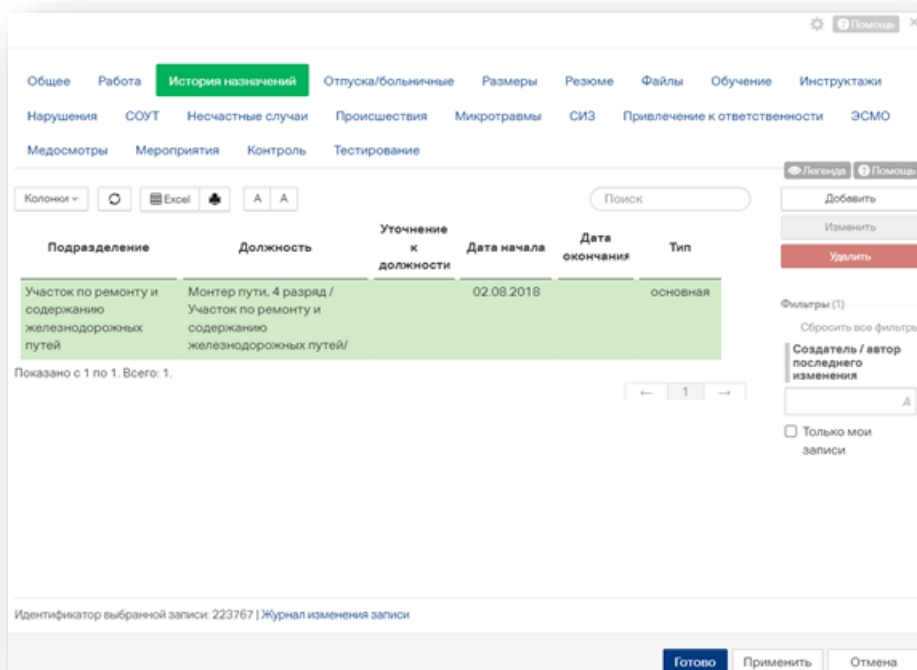 Помощь
Общее Работа История назначений Отпуска/больничные Размеры Резюме Файлы Обучение Инструктажи
Нарушения СОУТ Несчастные случаи Происшествия Микротравмы СИЗ Привлечение к ответственности ЭСМО
Медосмотры Мероприятия Контроль Тестирование
Легенда Помощь
Колонки Excel A A Поиск Добавить
Изменить
Удалить
Подразделение Должность Уточнение к должности Дата начала Дата окончания Тип
Участок по ремонту и Монтер пути, 4 разряд / 02.08.2018 основная
содержанию Участок по ремонту и
железнодорожных содержанию
путей железнодорожных путей/
Фильтры (1)
Сбросить все фильтры
Создатель / автор
последнего
изменения
A
Только мои
записи
Показано с 1 по 1. Всего: 1.
← 1 →
Идентификатор выбранной записи: 223767 | Журнал изменения записи
Готово Применить Отмена